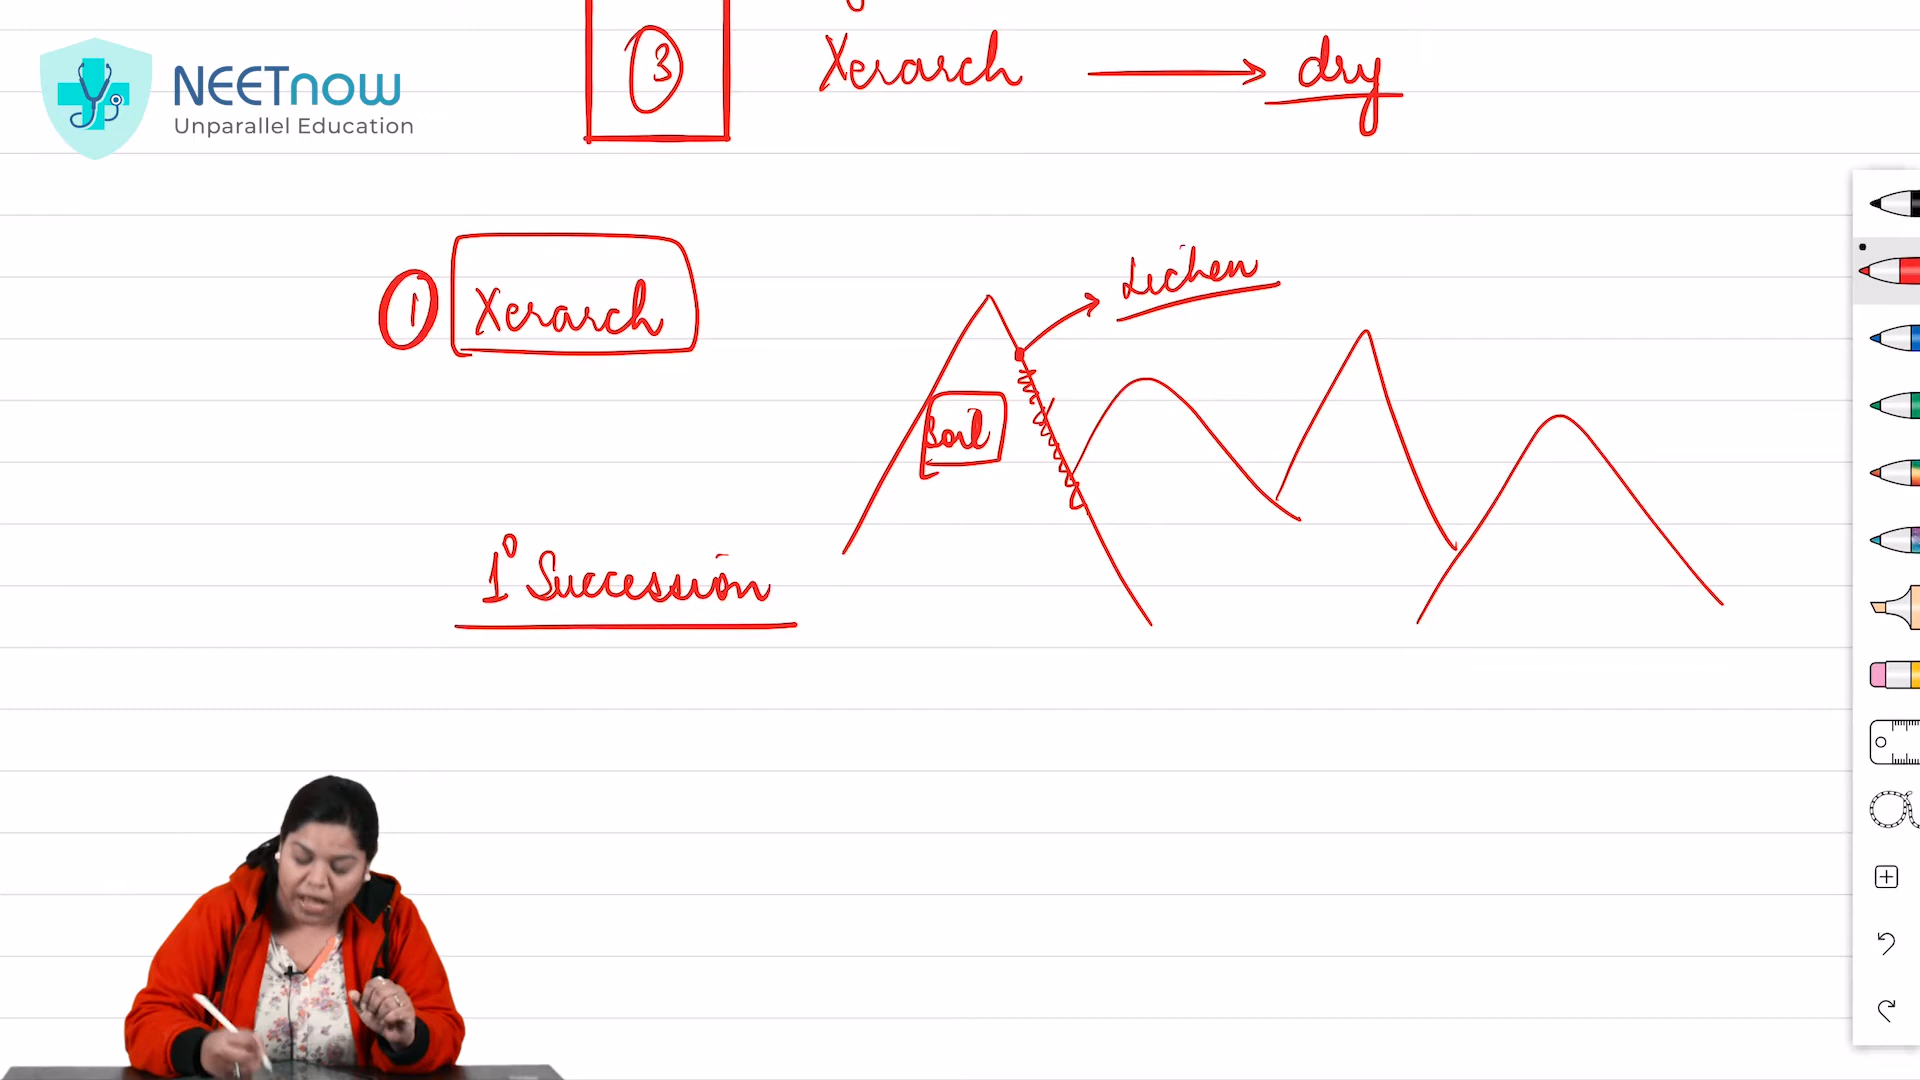 NEETnow
Unparallel Education
3 Xerarch dry
1 Xerarch
Lichen
Soil
1° Succession